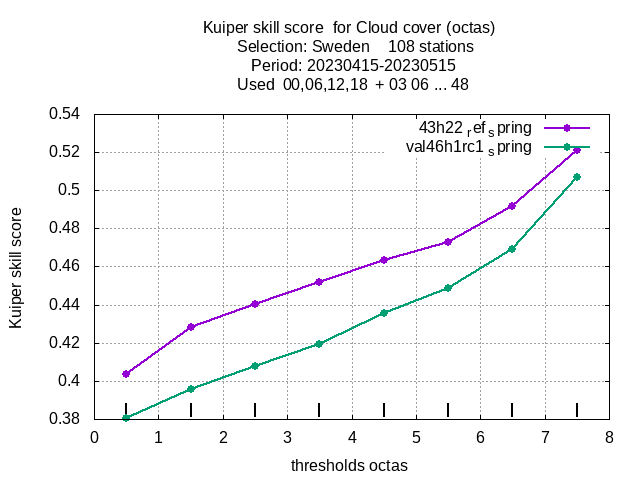 Kuiper skill score  for Cloud cover (octas)
Selection: Sweden    108 stations
Period: 20230415-20230515
Used  00,06,12,18  + 03 06 ... 48
43h22 ref spring
val46h1rc1 spring
0.54
0.52
0.5
0.48
0.46
0.44
0.42
0.4
0.38
Kuiper skill score
0 1 2 3 4 5 6 7 8
thresholds octas